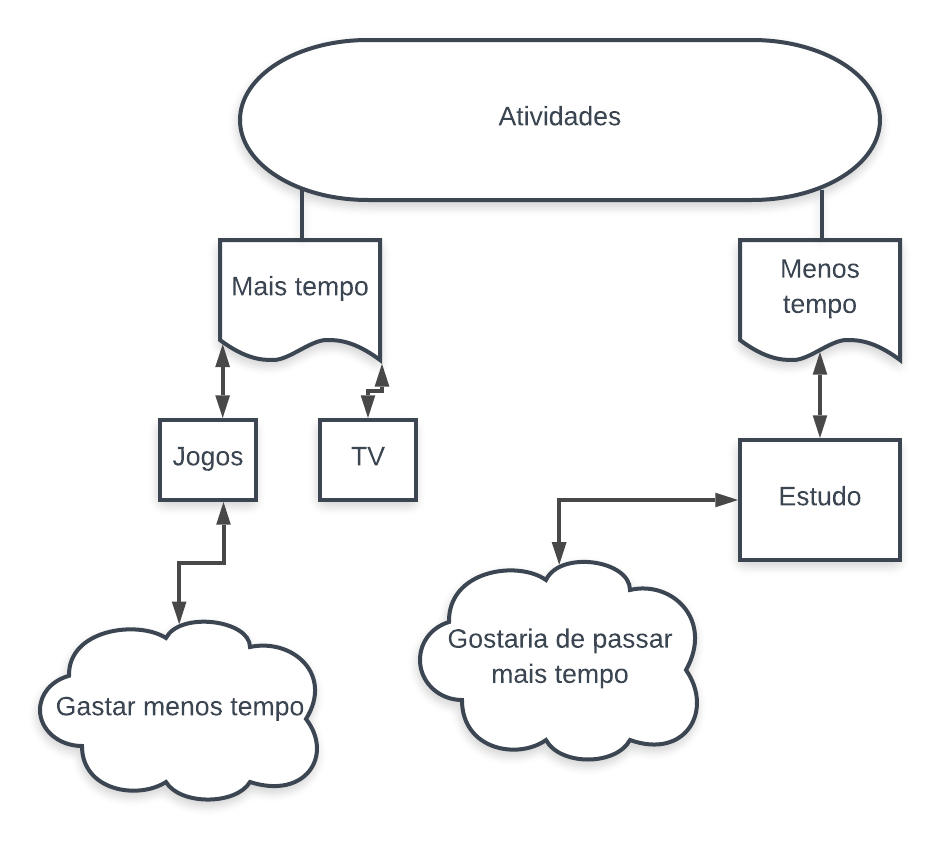 Atividades
Mais tempo
Menos
tempo
Jogos
TV
Estudo
Gostaria de passar
mais tempo
Gastar menos tempo